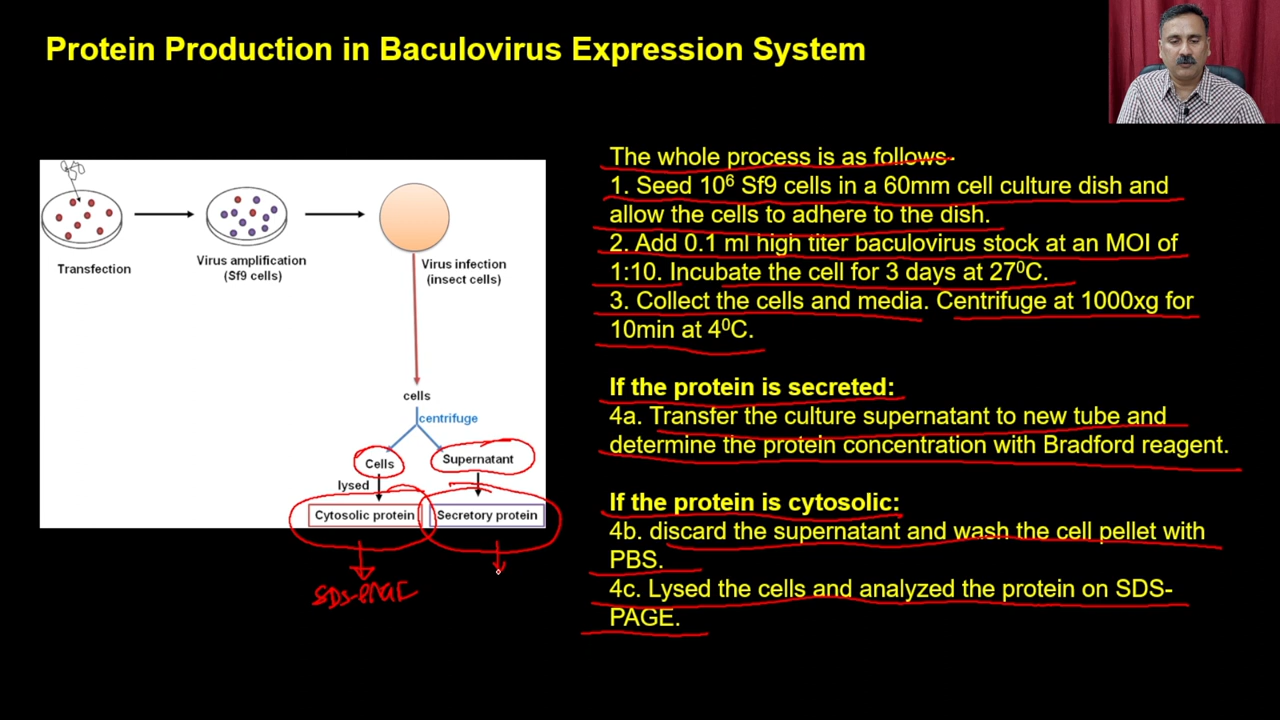 Protein Production in Baculovirus Expression System
Transfection
Virus amplification
(Sf9 cells)
Virus infection
(insect cells)
cells
centrifuge
Cells
Supernatant
lysed
Cytosolic protein
Secretory protein
SDS-PAGE
The whole process is as follows-
1. Seed 10⁶ Sf9 cells in a 60mm cell culture dish and
allow the cells to adhere to the dish.
2. Add 0.1 ml high titer baculovirus stock at an MOI of
1:10. Incubate the cell for 3 days at 27⁰C.
3. Collect the cells and media. Centrifuge at 1000xg for
10min at 4⁰C.
If the protein is secreted:
4a. Transfer the culture supernatant to new tube and
determine the protein concentration with Bradford reagent.
If the protein is cytosolic:
4b. discard the supernatant and wash the cell pellet with
PBS.
4c. Lysed the cells and analyzed the protein on SDS-
PAGE.